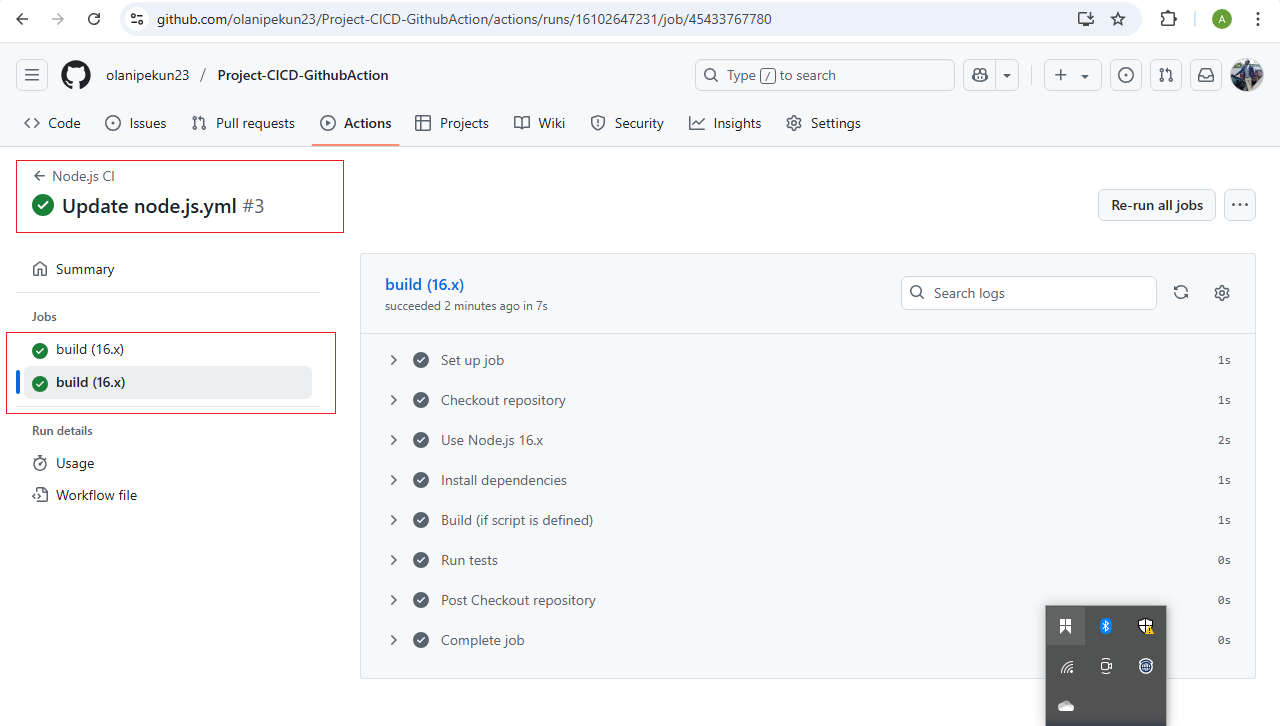 github.com/olanipekun23/Project-CICD-GithubAction/actions/runs/16102647231/job/45433767780
A
olanipekun23 / Project-CICD-GithubAction
Type / to search
Code
Issues
Pull requests
Actions
Projects
Wiki
Security
Insights
Settings
Node.js CI
Update node.js.yml #3
Re-run all jobs
Summary
Jobs
build (16.x)
build (16.x)
Run details
Usage
Workflow file
build (16.x)
succeeded 2 minutes ago in 7s
Search logs
Set up job 1s
Checkout repository 1s
Use Node.js 16.x 2s
Install dependencies 1s
Build (if script is defined) 1s
Run tests 0s
Post Checkout repository 0s
Complete job 0s